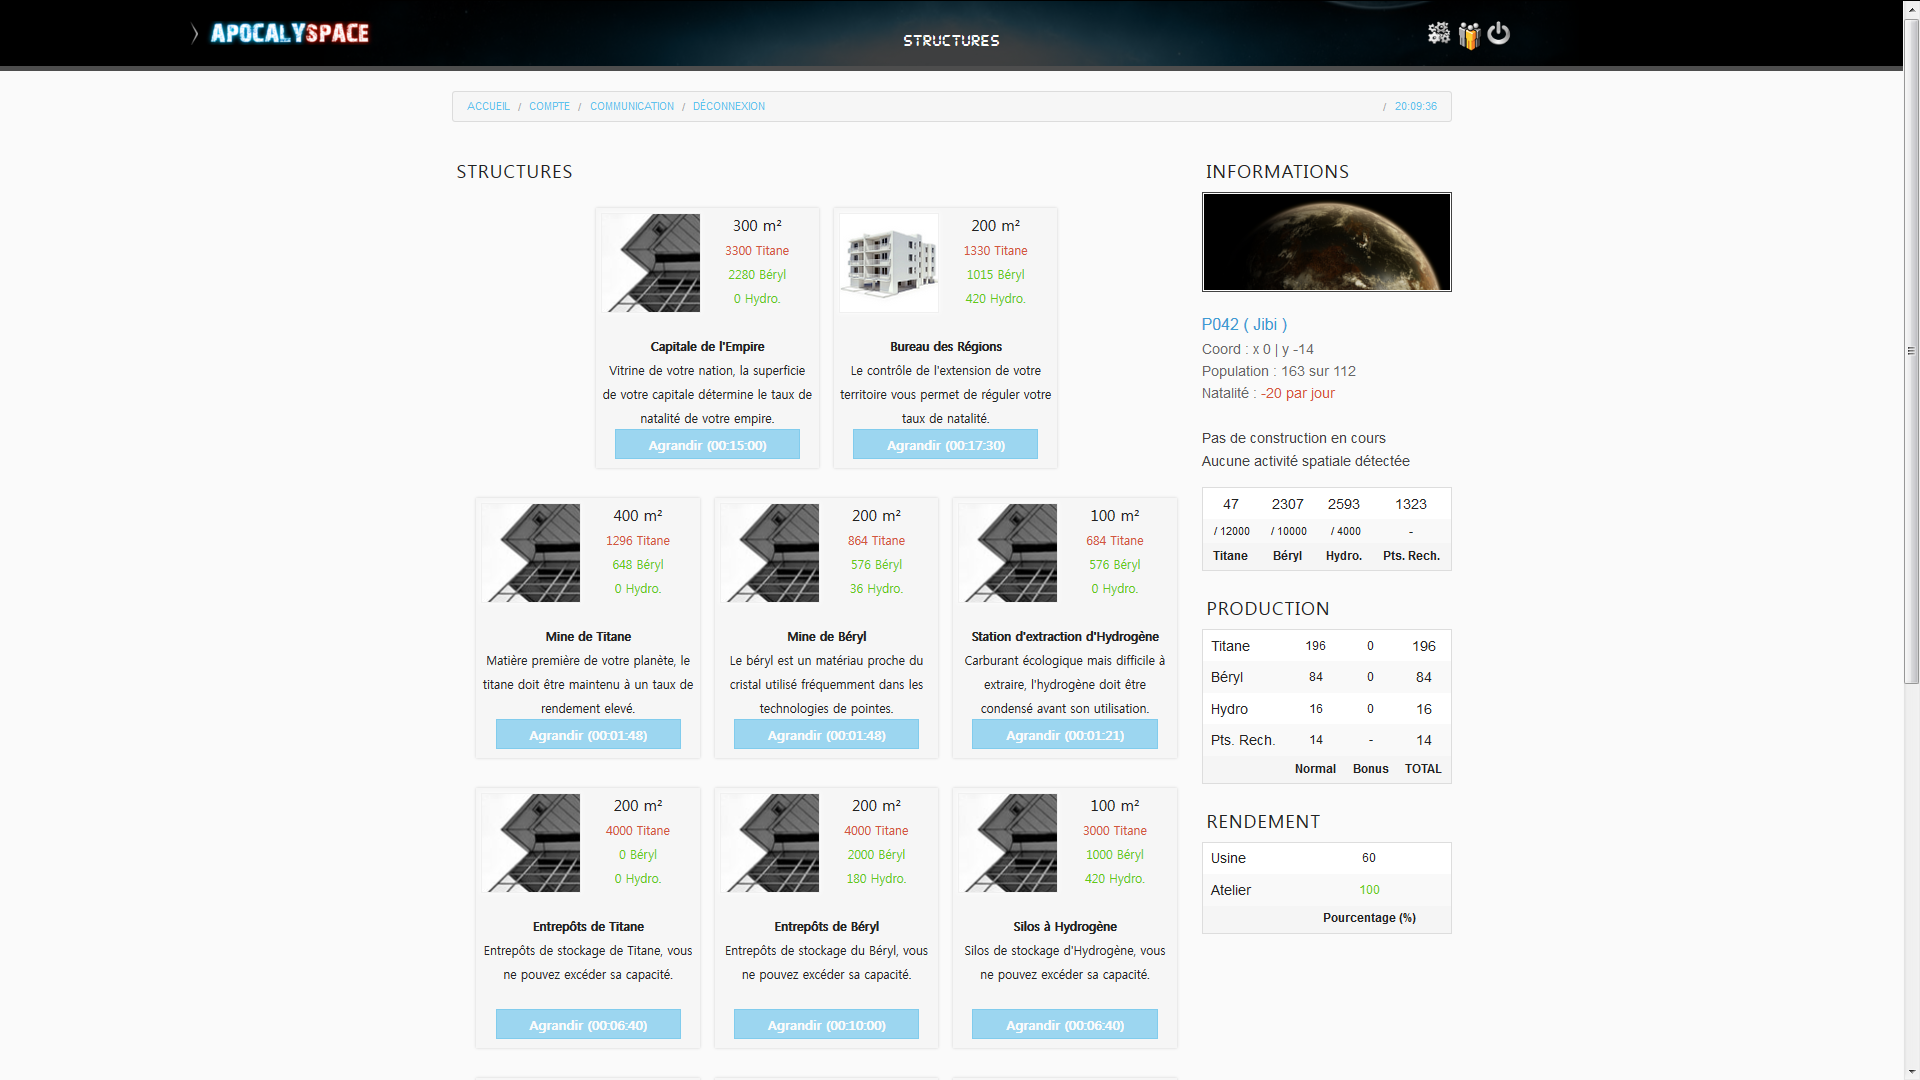 APOCALYSPACE
STRUCTURES
ACCUEIL / COMPTE / COMMUNICATION / DÉCONNEXION / 20:09:36
STRUCTURES
300 m²
3300 Titane
2280 Béryl
0 Hydro.
Capitale de l'Empire
Vitrine de votre nation, la superficie
de votre capitale détermine le taux de
natalité de votre empire.
Agrandir (00:15:00)
200 m²
1330 Titane
1015 Béryl
420 Hydro.
Bureau des Régions
Le contrôle de l'extension de votre
territoire vous permet de réguler votre
taux de natalité.
Agrandir (00:17:30)
400 m²
1296 Titane
648 Béryl
0 Hydro.
Mine de Titane
Matière première de votre planète, le
titane doit être maintenu à un taux de
rendement elevé.
Agrandir (00:01:48)
200 m²
864 Titane
576 Béryl
36 Hydro.
Mine de Béryl
Le béryl est un matériau proche du
cristal utilisé fréquemment dans les
technologies de pointes.
Agrandir (00:01:48)
100 m²
684 Titane
576 Béryl
0 Hydro.
Station d'extraction d'Hydrogène
Carburant écologique mais difficile à
extraire, l'hydrogène doit être
condensé avant son utilisation.
Agrandir (00:01:21)
200 m²
4000 Titane
0 Béryl
0 Hydro.
Entrepôts de Titane
Entrepôts de stockage de Titane, vous
ne pouvez excéder sa capacité.
Agrandir (00:06:40)
200 m²
4000 Titane
2000 Béryl
180 Hydro.
Entrepôts de Béryl
Entrepôts de stockage du Béryl, vous
ne pouvez excéder sa capacité.
Agrandir (00:10:00)
100 m²
3000 Titane
1000 Béryl
420 Hydro.
Silos à Hydrogène
Silos de stockage d'Hydrogène, vous
ne pouvez excéder sa capacité.
Agrandir (00:06:40)
INFORMATIONS
P042 ( Jibi )
Coord : x 0 | y -14
Population : 163 sur 112
Natalité : -20 par jour
Pas de construction en cours
Aucune activité spatiale détectée
47 2307 2593 1323
/ 12000 / 10000 / 4000 -
Titane Béryl Hydro. Pts. Rech.
PRODUCTION
Titane 196 0 196
Béryl 84 0 84
Hydro 16 0 16
Pts. Rech. 14 - 14
Normal Bonus TOTAL
RENDEMENT
Usine 60
Atelier 100
Pourcentage (%)